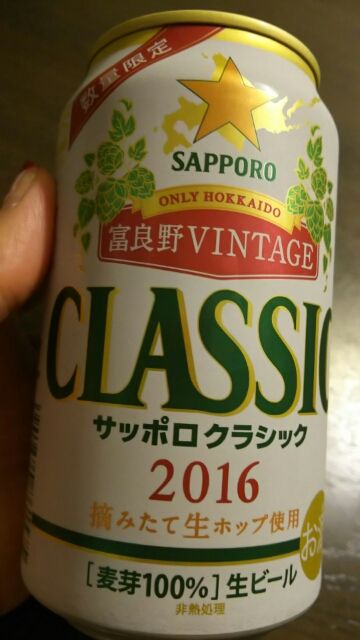 数量限定
SAPPORO
ONLY HOKKAIDO
富良野VINTAGE
CLASSIC
サッポロ クラシック
2016
摘みたて生ホップ使用
[麦芽100%]生ビール
非熱処理